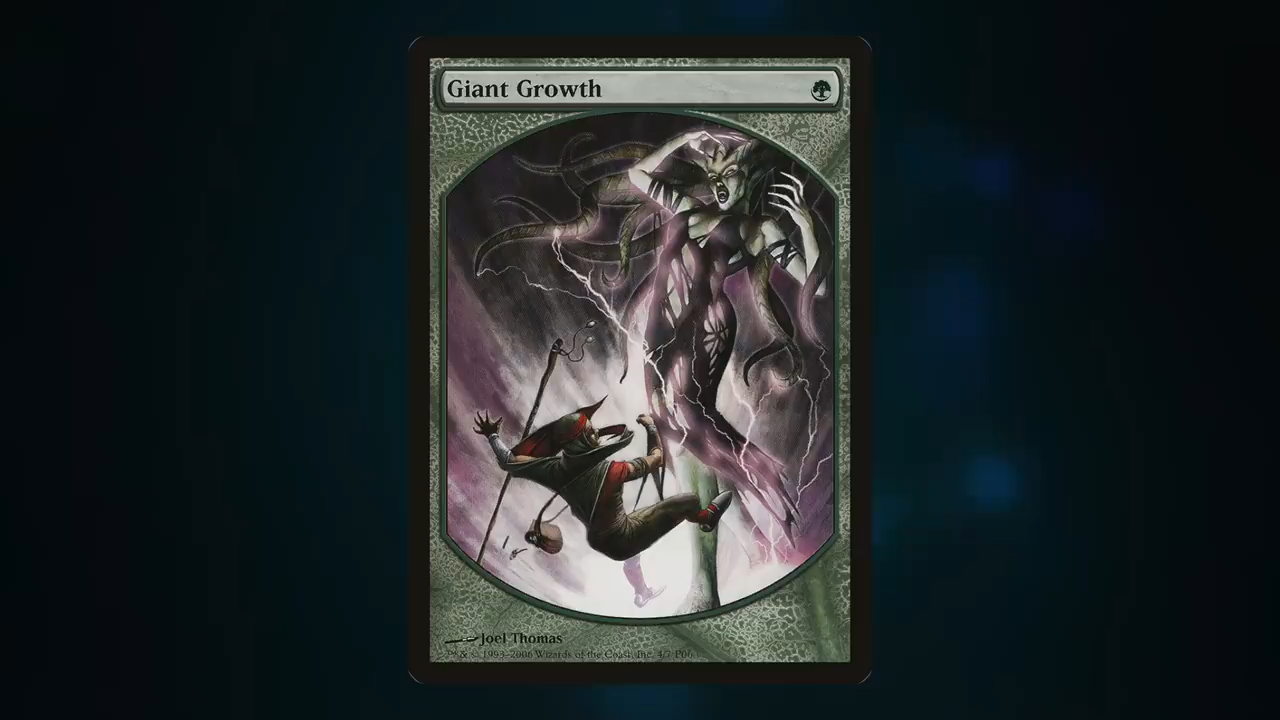 Giant Growth
Joel Thomas
™ & © 1993–2006 Wizards of the Coast, Inc. 4/7 P06